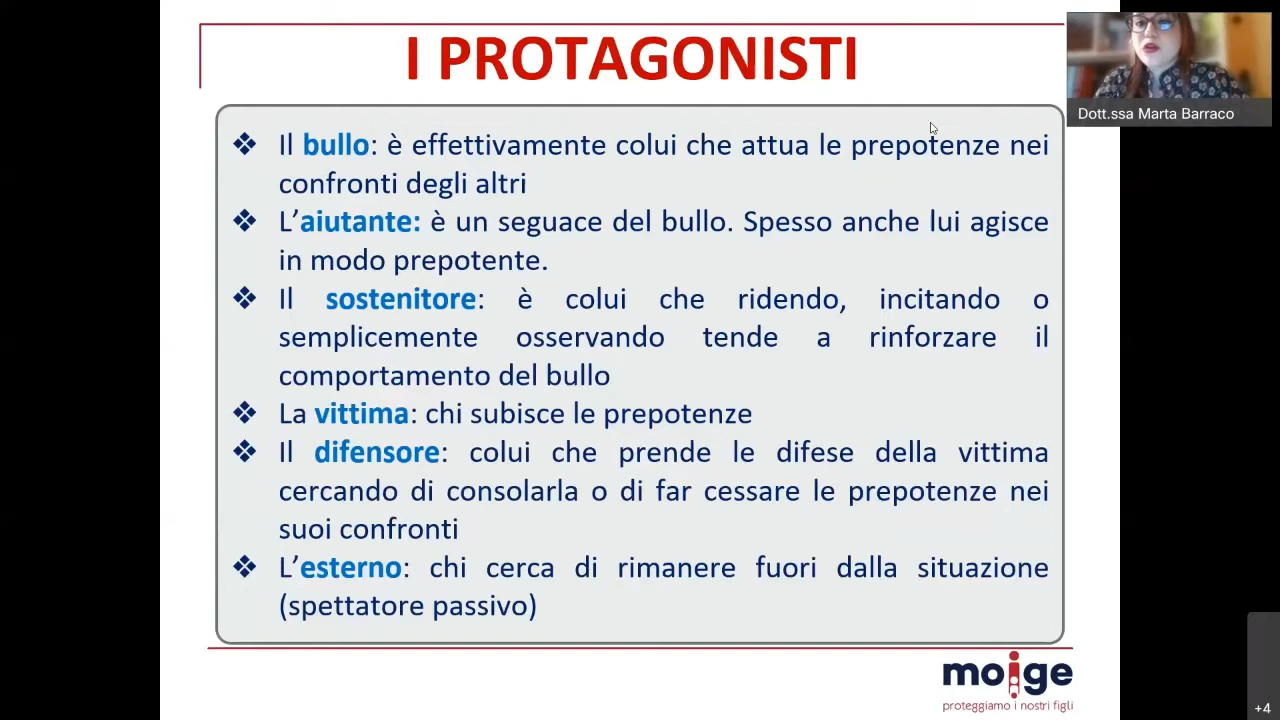 I PROTAGONISTI
Dott.ssa Marta Barraco
❖ Il bullo: è effettivamente colui che attua le prepotenze nei
confronti degli altri
❖ L’aiutante: è un seguace del bullo. Spesso anche lui agisce
in modo prepotente.
❖ Il sostenitore: è colui che ridendo, incitando o
semplicemente osservando tende a rinforzare il
comportamento del bullo
❖ La vittima: chi subisce le prepotenze
❖ Il difensore: colui che prende le difese della vittima
cercando di consolarla o di far cessare le prepotenze nei
suoi confronti
❖ L’esterno: chi cerca di rimanere fuori dalla situazione
(spettatore passivo)
moige
proteggiamo i nostri figli
+4